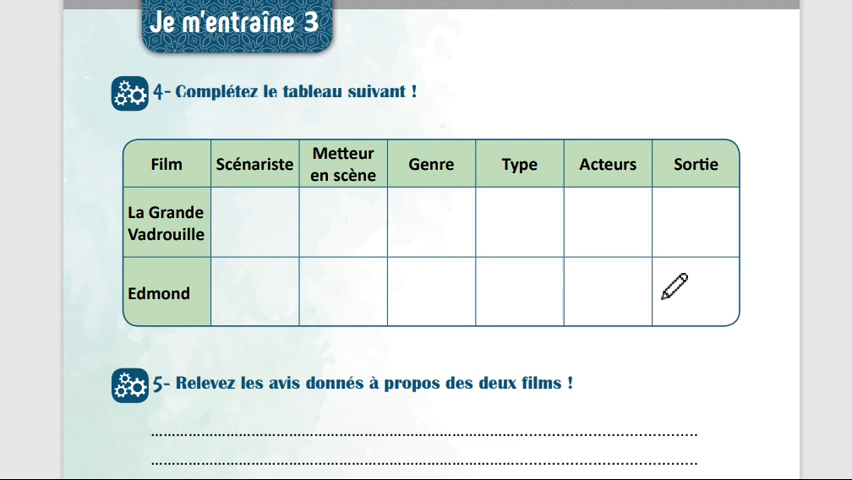 Je m'entraîne 3
4- Complétez le tableau suivant !
Film Scénariste Metteur en scène Genre Type Acteurs Sortie
La Grande Vadrouille
Edmond
5- Relevez les avis donnés à propos des deux films !